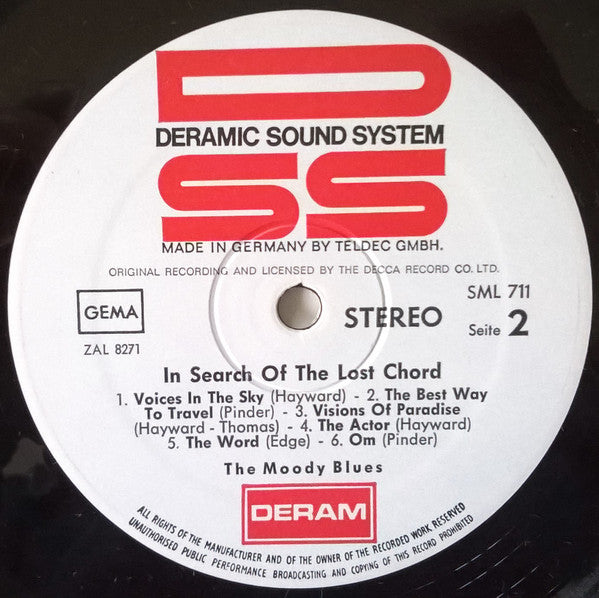 D
DERAMIC SOUND SYSTEM
SS
MADE IN GERMANY BY TELDEC GMBH.
ORIGINAL RECORDING AND LICENSED BY THE DECCA RECORD CO. LTD.
GEMA
ZAL 8271
STEREO
SML 711
Seite 2
In Search Of The Lost Chord
1. Voices In The Sky (Hayward) - 2. The Best Way
To Travel (Pinder) - 3. Visions Of Paradise
(Hayward - Thomas) - 4. The Actor (Hayward)
5. The Word (Edge) - 6. Om (Pinder)
The Moody Blues
DERAM
ALL RIGHTS OF THE MANUFACTURER AND OF THE OWNER OF THE RECORDED WORK RESERVED
UNAUTHORISED PUBLIC PERFORMANCE BROADCASTING AND COPYING OF THIS RECORD PROHIBITED